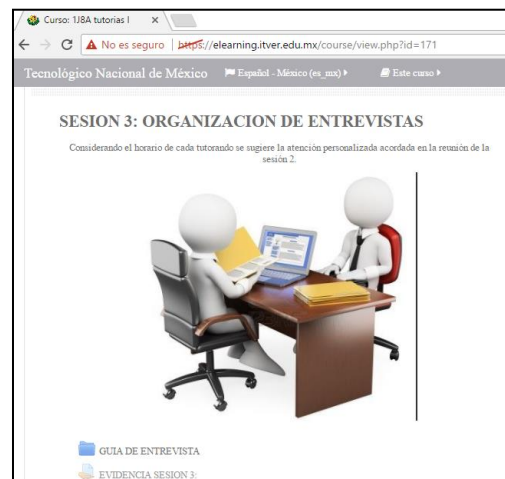 Curso: 1J8A tutorias I
No es seguro | https://elearning.itver.edu.mx/course/view.php?id=171
Tecnológico Nacional de México Español - México (es_mx) Este curso
SESION 3: ORGANIZACION DE ENTREVISTAS
Considerando el horario de cada tutorando se sugiere la atención personalizada acordada en la reunión de la
sesión 2.
GUIA DE ENTREVISTA
EVIDENCIA SESION 3: